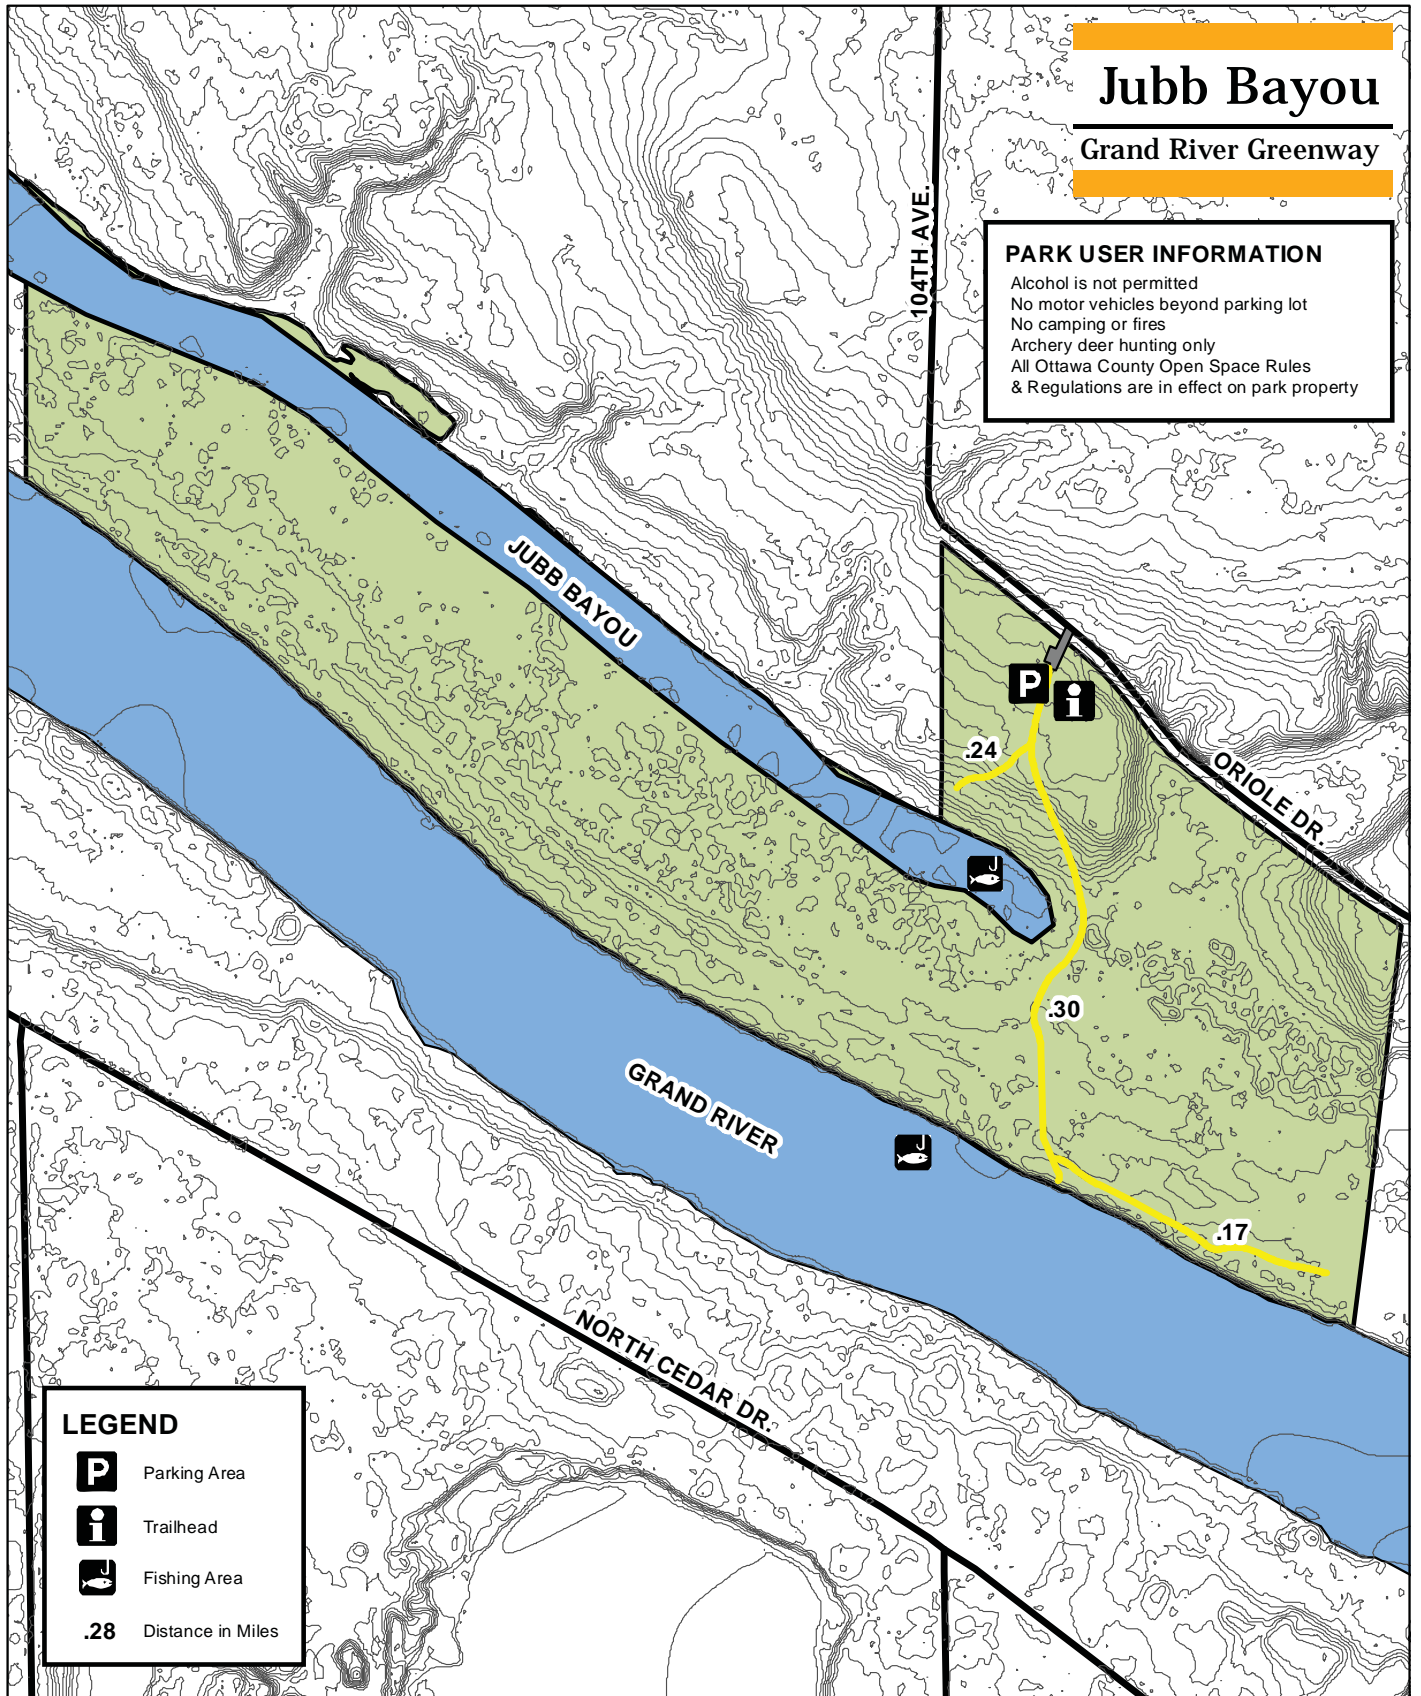 Jubb Bayou
Grand River Greenway
PARK USER INFORMATION
Alcohol is not permitted
No motor vehicles beyond parking lot
No camping or fires
Archery deer hunting only
All Ottawa County Open Space Rules
& Regulations are in effect on park property
104TH AVE.
JUBB BAYOU
P
i
.24
ORIOLE DR.
.30
GRAND RIVER
.17
NORTH CEDAR DR.
LEGEND
P Parking Area
i Trailhead
Fishing Area
.28 Distance in Miles